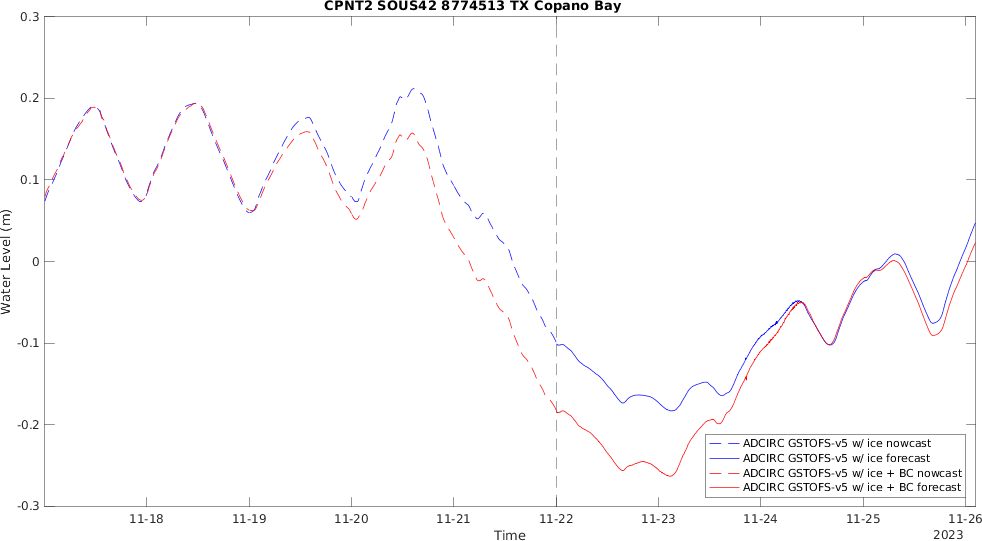 CPNT2 SOUS42 8774513 TX Copano Bay
0.3
0.2
0.1
0
-0.1
-0.2
-0.3
Water Level (m)
ADCIRC GSTOFS-v5 w/ ice nowcast
ADCIRC GSTOFS-v5 w/ ice forecast
ADCIRC GSTOFS-v5 w/ ice + BC nowcast
ADCIRC GSTOFS-v5 w/ ice + BC forecast
11-18 11-19 11-20 11-21 11-22 11-23 11-24 11-25 11-26
Time
2023